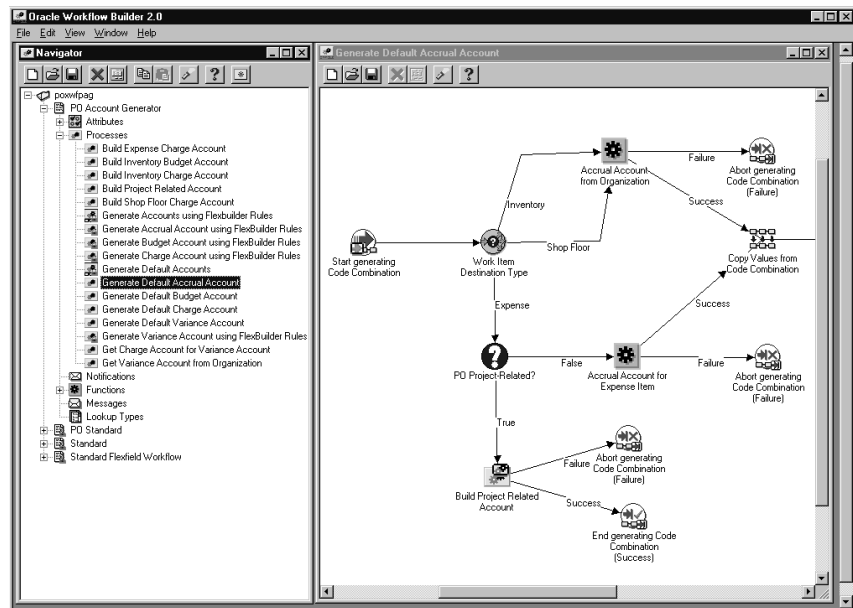 Oracle Workflow Builder 2.0
File Edit View Window Help
Navigator
poxwfpag
PO Account Generator
Attributes
Processes
Build Expense Charge Account
Build Inventory Budget Account
Build Inventory Charge Account
Build Project Related Account
Build Shop Floor Charge Account
Generate Accounts using Flexbuilder Rules
Generate Accrual Account using FlexBuilder Rules
Generate Budget Account using FlexBuilder Rules
Generate Charge Account using FlexBuilder Rules
Generate Default Accounts
Generate Default Accrual Account
Generate Default Budget Account
Generate Default Charge Account
Generate Default Variance Account
Generate Variance Account using FlexBuilder Rules
Get Charge Account for Variance Account
Get Variance Account from Organization
Notifications
Functions
Messages
Lookup Types
PO Standard
Standard
Standard Flexfield Workflow
Generate Default Accrual Account
Accrual Account
from Organization
Failure
Abort generating
Code Combination
(Failure)
Success
Inventory
Start generating
Code Combination
Work Item
Destination Type
Shop Floor
Copy Values from
Code Combination
Expense
Success
PO Project-Related?
False
Accrual Account for
Expense Item
Failure
Abort generating
Code Combination
(Failure)
True
Failure
Abort generating
Code Combination
(Failure)
Build Project Related
Account
Success
End generating Code
Combination
(Success)